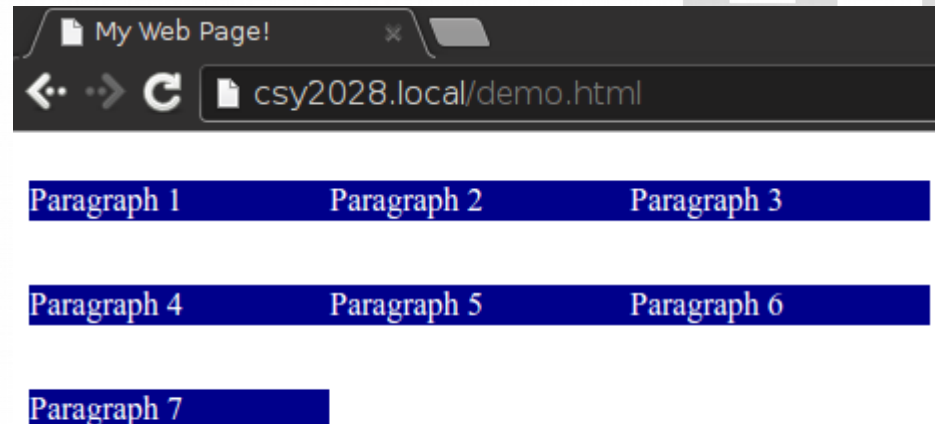 My Web Page!
csy2028.local/demo.html
Paragraph 1 Paragraph 2 Paragraph 3
Paragraph 4 Paragraph 5 Paragraph 6
Paragraph 7